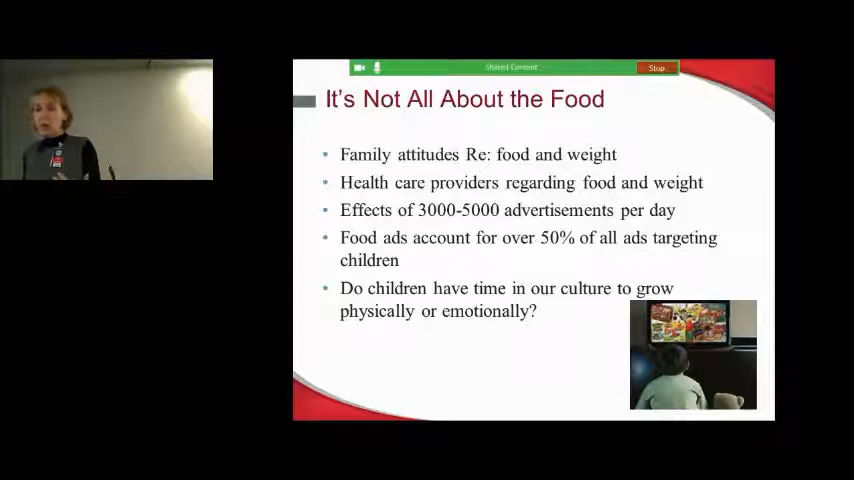 Shared Content
Stop
It's Not All About the Food
• Family attitudes Re: food and weight
• Health care providers regarding food and weight
• Effects of 3000-5000 advertisements per day
• Food ads account for over 50% of all ads targeting
children
• Do children have time in our culture to grow
physically or emotionally?